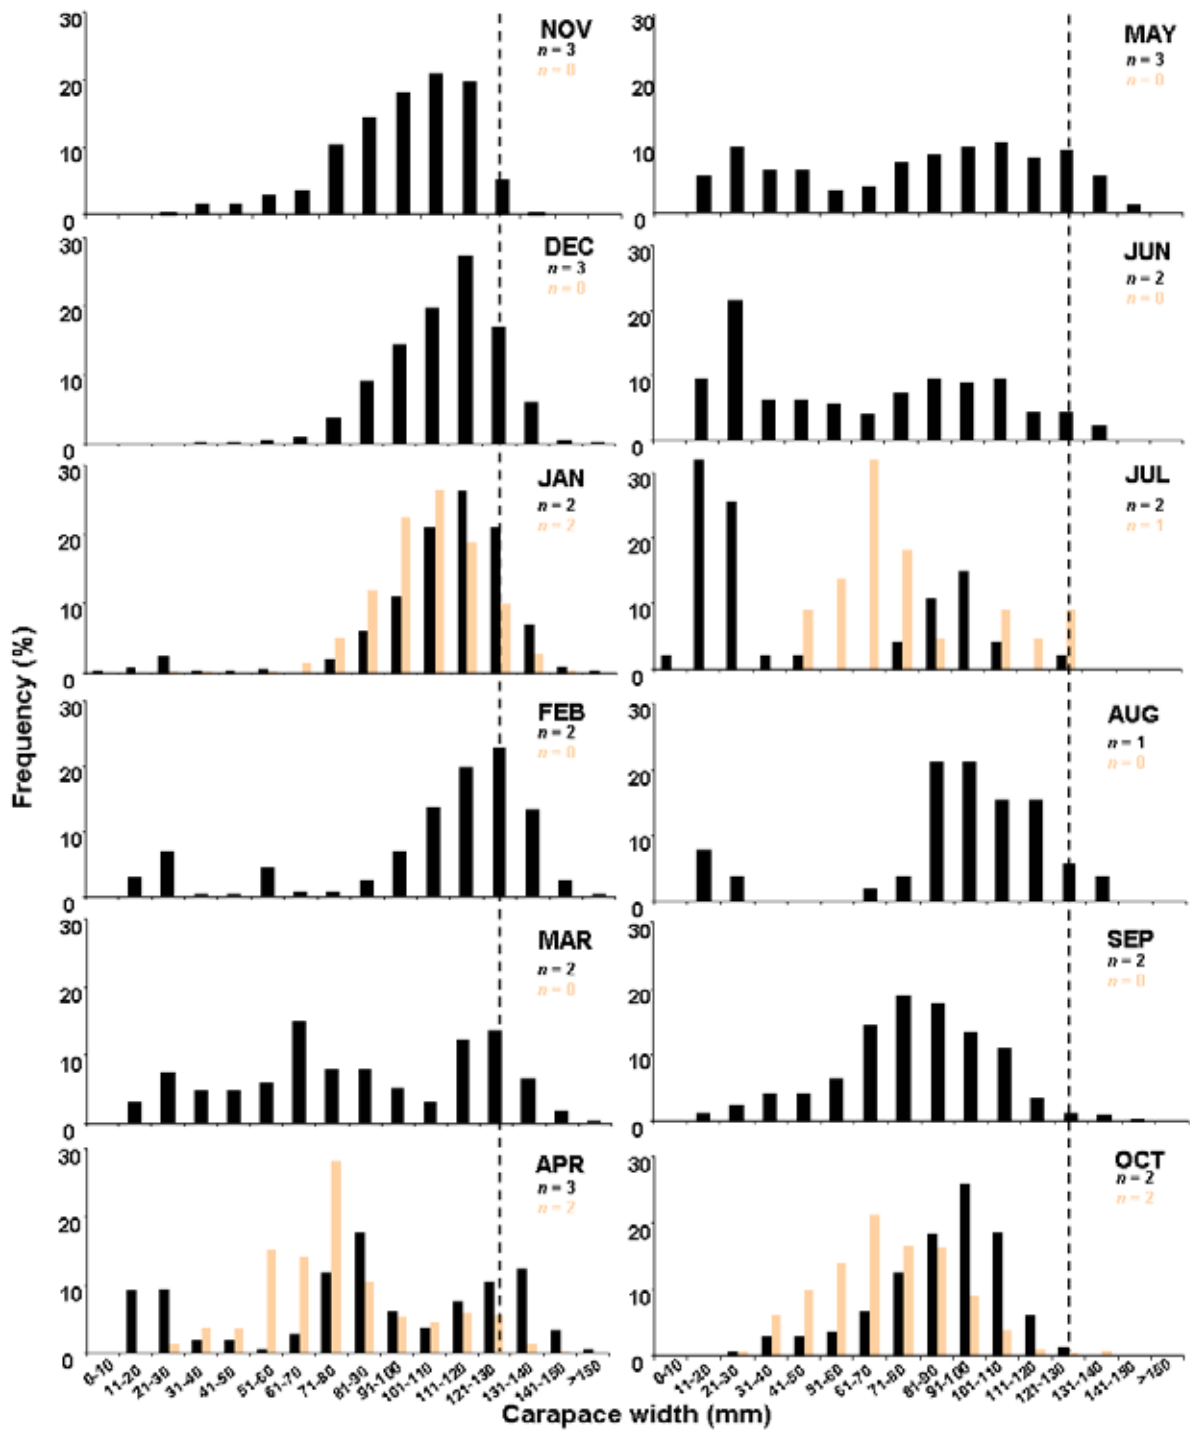 Frequency (%)
30
20
10
0
NOV
n = 3
n = 0
30
20
10
0
MAY
n = 3
n = 0
30
20
10
0
DEC
n = 3
n = 0
30
20
10
0
JUN
n = 2
n = 0
30
20
10
0
JAN
n = 2
n = 2
30
20
10
0
JUL
n = 2
n = 1
30
20
10
0
FEB
n = 2
n = 0
30
20
10
0
AUG
n = 1
n = 0
30
20
10
0
MAR
n = 2
n = 0
30
20
10
0
SEP
n = 2
n = 0
30
20
10
0
APR
n = 3
n = 2
30
20
10
0
OCT
n = 2
n = 2
0-10 11-20 21-30 31-40 41-50 51-60 61-70 71-80 81-90 91-100 101-110 111-120 121-130 131-140 141-150 >150
0-10 11-20 21-30 31-40 41-50 51-60 61-70 71-80 81-90 91-100 101-110 111-120 121-130 131-140 141-150 >150
Carapace width (mm)